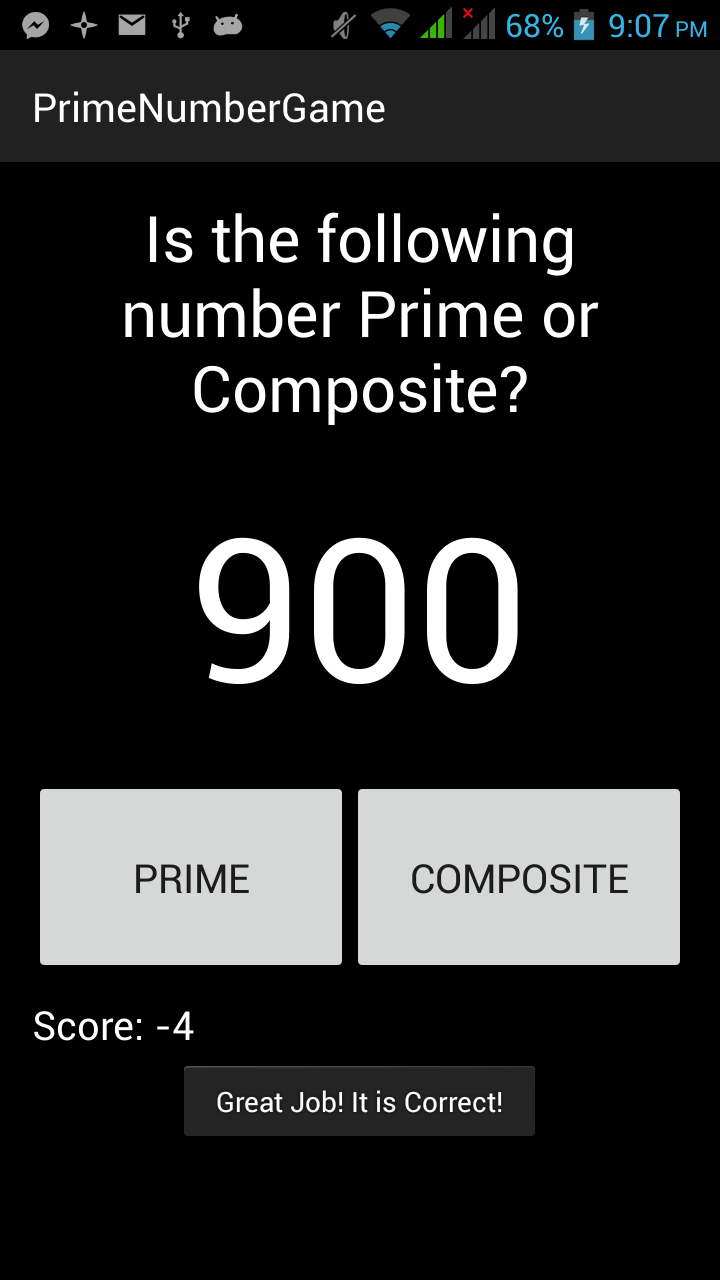 68% 9:07 PM
PrimeNumberGame
Is the following
number Prime or
Composite?
900
PRIME COMPOSITE
Score: -4
Great Job! It is Correct!